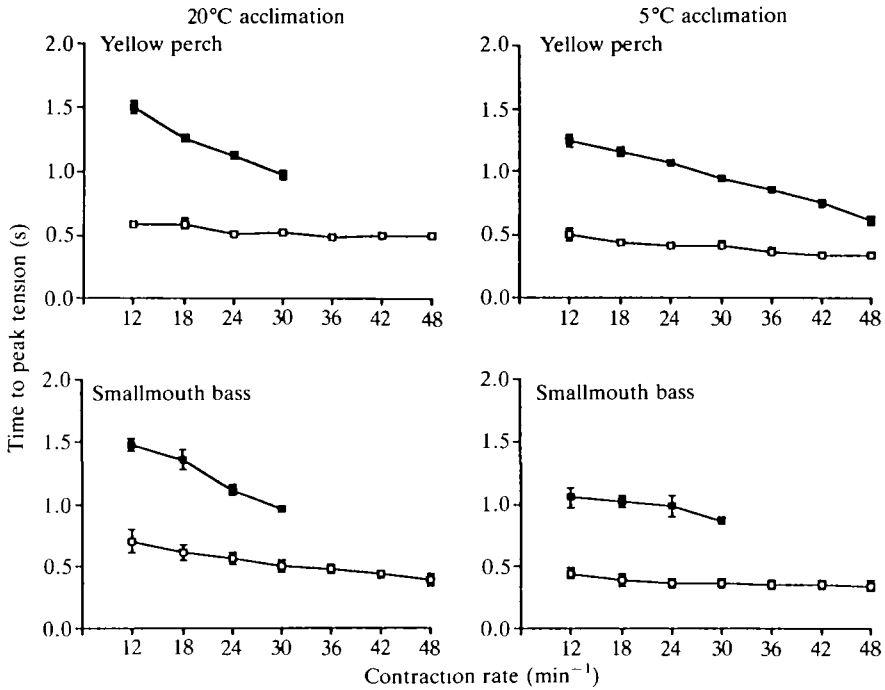 20°C acclimation
5°C acclimation
Yellow perch
Yellow perch
2.0
1.5
1.0
0.5
0.0
12 18 24 30 36 42 48
2.0
1.5
1.0
0.5
0.0
12 18 24 30 36 42 48
Time to peak tension (s)
Smallmouth bass
Smallmouth bass
2.0
1.5
1.0
0.5
0.0
12 18 24 30 36 42 48
2.0
1.5
1.0
0.5
0.0
12 18 24 30 36 42 48
Contraction rate (min⁻¹)